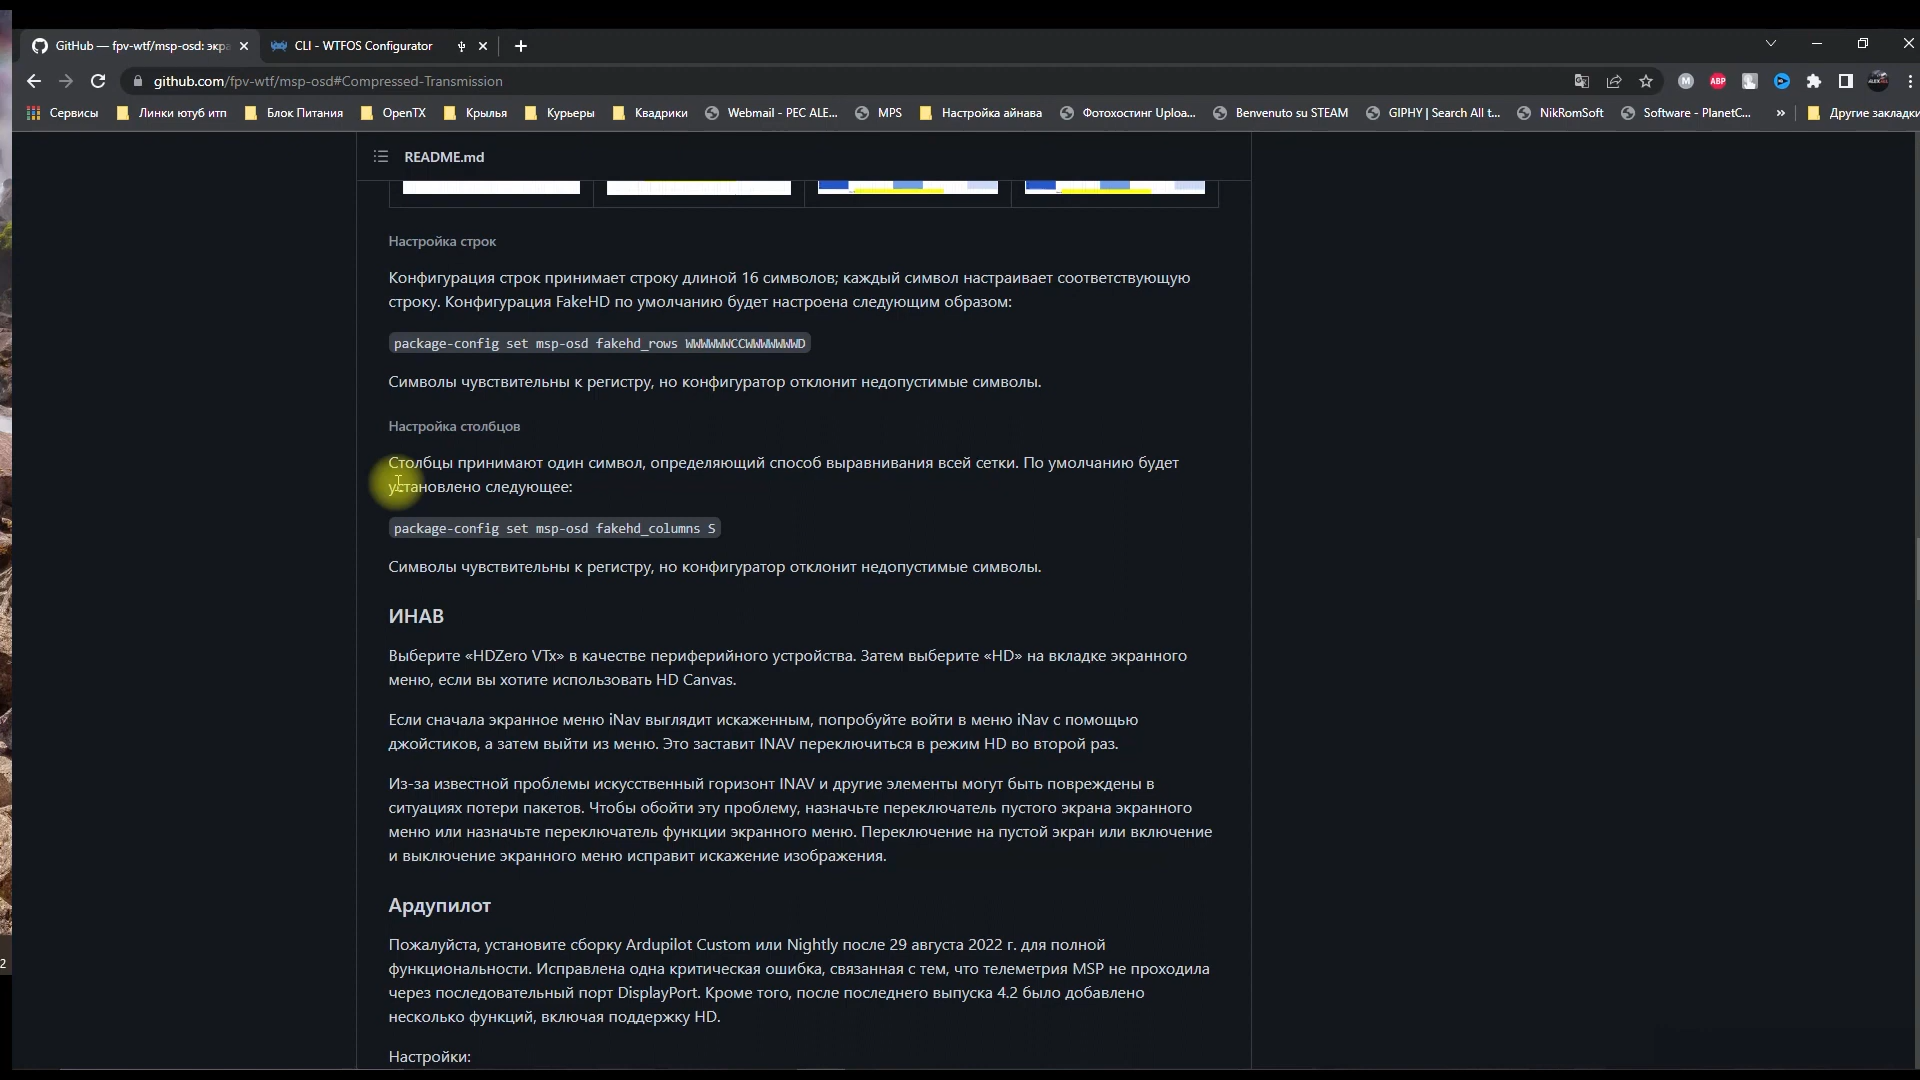 GitHub — fpv-wtf/msp-osd: экра
CLI - WTFOS Configurator
github.com/fpv-wtf/msp-osd#Compressed-Transmission
Сервисы
Линки ютуб итп
Блок Питания
OpenTX
Крылья
Курьеры
Квадрики
Webmail - PEC ALE...
MPS
Настройка айнава
Фотохостинг Uploa...
Benvenuto su STEAM
GIPHY | Search All t...
NikRomSoft
Software - PlanetC...
»
Другие закладки
README.md
Настройка строк
Конфигурация строк принимает строку длиной 16 символов; каждый символ настраивает соответствующую
строку. Конфигурация FakeHD по умолчанию будет настроена следующим образом:
package-config set msp-osd fakehd_rows WWWWWWCCWWWWWWWD
Символы чувствительны к регистру, но конфигуратор отклонит недопустимые символы.
Настройка столбцов
Столбцы принимают один символ, определяющий способ выравнивания всей сетки. По умолчанию будет
установлено следующее:
package-config set msp-osd fakehd_columns S
Символы чувствительны к регистру, но конфигуратор отклонит недопустимые символы.
ИНАВ
Выберите «HDZero VTx» в качестве периферийного устройства. Затем выберите «HD» на вкладке экранного
меню, если вы хотите использовать HD Canvas.
Если сначала экранное меню iNav выглядит искаженным, попробуйте войти в меню iNav с помощью
джойстиков, а затем выйти из меню. Это заставит INAV переключиться в режим HD во второй раз.
Из-за известной проблемы искусственный горизонт INAV и другие элементы могут быть повреждены в
ситуациях потери пакетов. Чтобы обойти эту проблему, назначьте переключатель пустого экрана экранного
меню или назначьте переключатель функции экранного меню. Переключение на пустой экран или включение
и выключение экранного меню исправит искажение изображения.
Ардупилот
Пожалуйста, установите сборку Ardupilot Custom или Nightly после 29 августа 2022 г. для полной
функциональности. Исправлена одна критическая ошибка, связанная с тем, что телеметрия MSP не проходила
через последовательный порт DisplayPort. Кроме того, после последнего выпуска 4.2 было добавлено
несколько функций, включая поддержку HD.
Настройки:
2